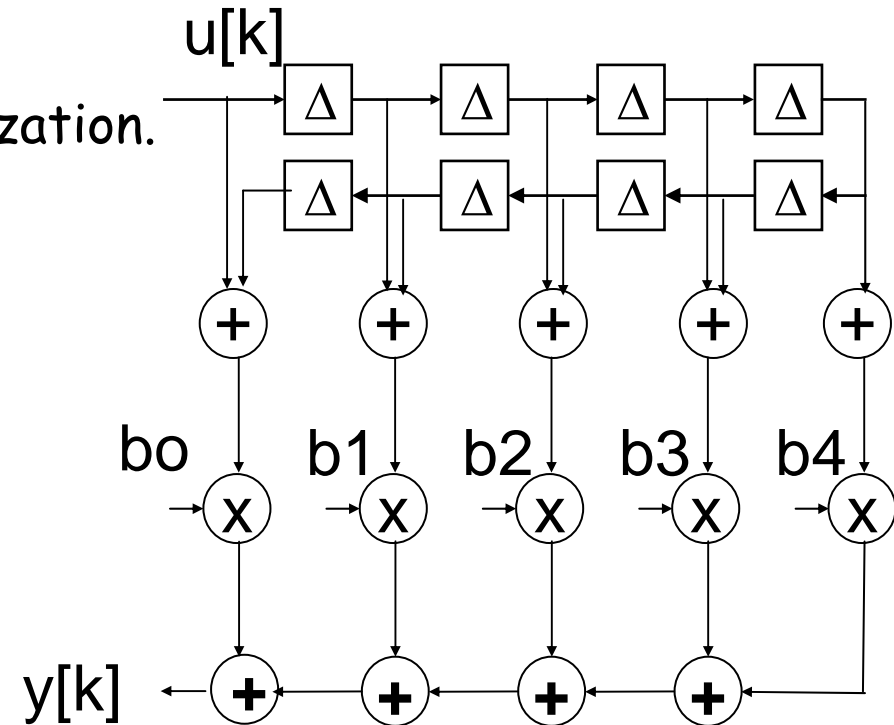 u[k]
Δ Δ Δ Δ
zation.
Δ Δ Δ Δ
+ + + + +
bo b1 b2 b3 b4
x x x x x
y[k] + + + +